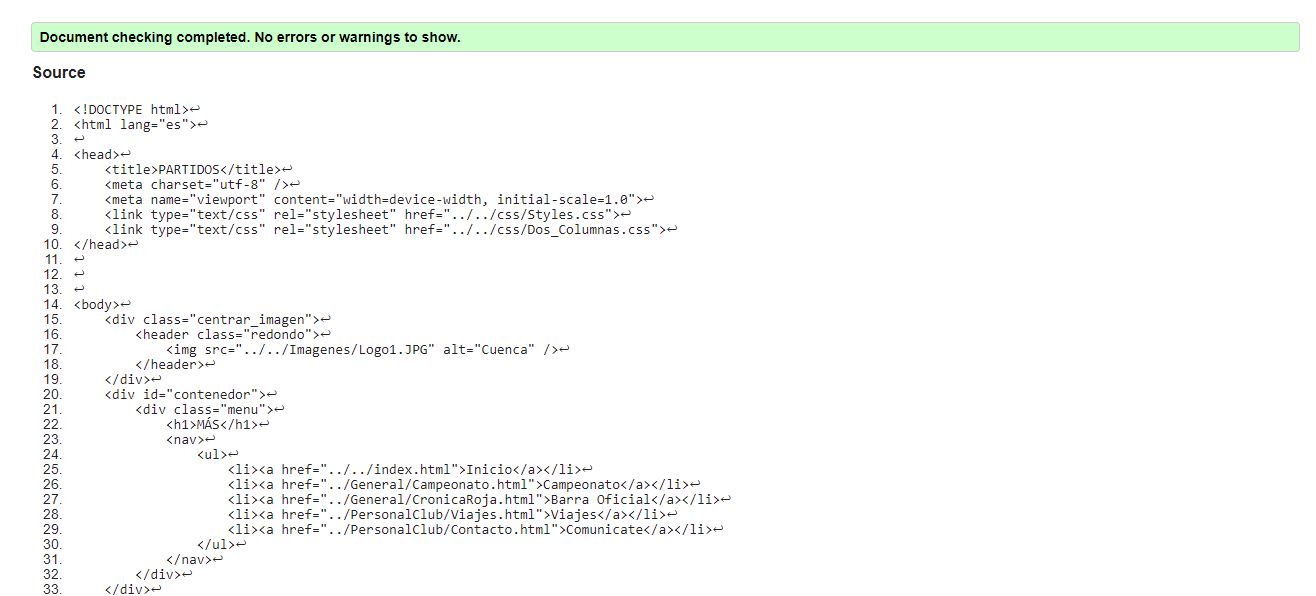 Document checking completed. No errors or warnings to show.
Source
1. <!DOCTYPE html>↩
2. <html lang="es">↩
3. ↩
4. <head>↩
5.     <title>PARTIDOS</title>↩
6.     <meta charset="utf-8" />↩
7.     <meta name="viewport" content="width=device-width, initial-scale=1.0">↩
8.     <link type="text/css" rel="stylesheet" href="../../css/Styles.css">↩
9.     <link type="text/css" rel="stylesheet" href="../../css/Dos_Columnas.css">↩
10. </head>↩
11. ↩
12. ↩
13. ↩
14. <body>↩
15.     <div class="centrar_imagen">↩
16.         <header class="redondo">↩
17.             <img src="../../Imagenes/Logo1.JPG" alt="Cuenca" />↩
18.         </header>↩
19.     </div>↩
20.     <div id="contenedor">↩
21.         <div class="menu">↩
22.             <h1>MÁS</h1>↩
23.             <nav>↩
24.                 <ul>↩
25.                     <li><a href="../../index.html">Inicio</a></li>↩
26.                     <li><a href="../General/Campeonato.html">Campeonato</a></li>↩
27.                     <li><a href="../General/CronicaRoja.html">Barra Oficial</a></li>↩
28.                     <li><a href="../PersonalClub/Viajes.html">Viajes</a></li>↩
29.                     <li><a href="../PersonalClub/Contacto.html">Comunicate</a></li>↩
30.                 </ul>↩
31.             </nav>↩
32.         </div>↩
33.     </div>↩